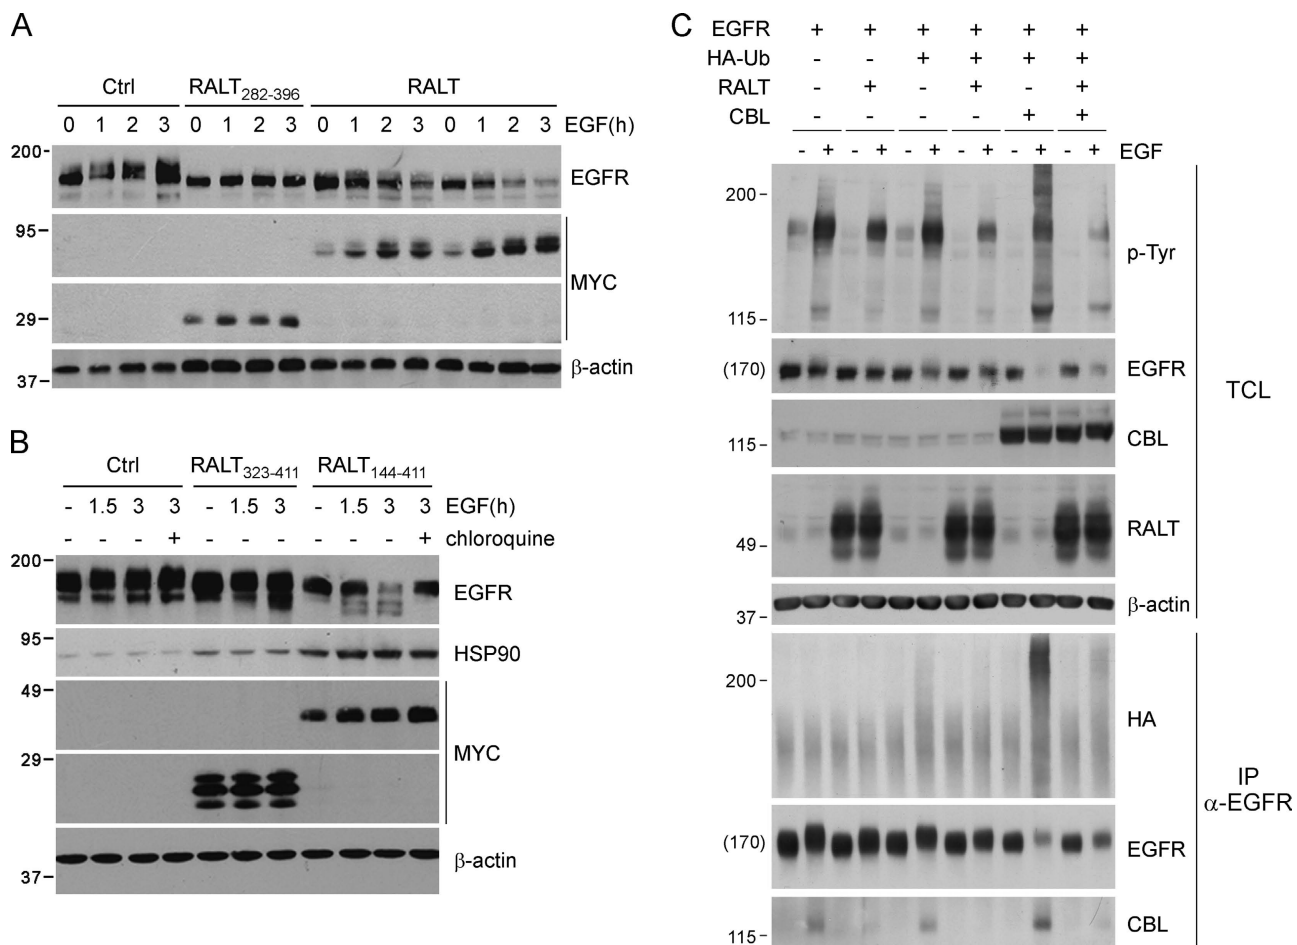 A
Ctrl RALT282-396 RALT
0 1 2 3 0 1 2 3 0 1 2 3 0 1 2 3 EGF(h)
200
EGFR
95
MYC
29
β-actin
37
B
Ctrl RALT323-411 RALT144-411
- 1.5 3 3 - 1.5 3 - 1.5 3 3 EGF(h)
- - - + - - - - - - + chloroquine
200
EGFR
95
HSP90
49
MYC
29
β-actin
37
C
EGFR + + + + + +
HA-Ub - - + + + +
RALT - + - + - +
CBL - - - - + +
- + - + - + - + - + - + EGF
200
p-Tyr
115
(170) EGFR
TCL
CBL
115
RALT
49
β-actin
37
200
HA
IP
α-EGFR
(170) EGFR
CBL
115